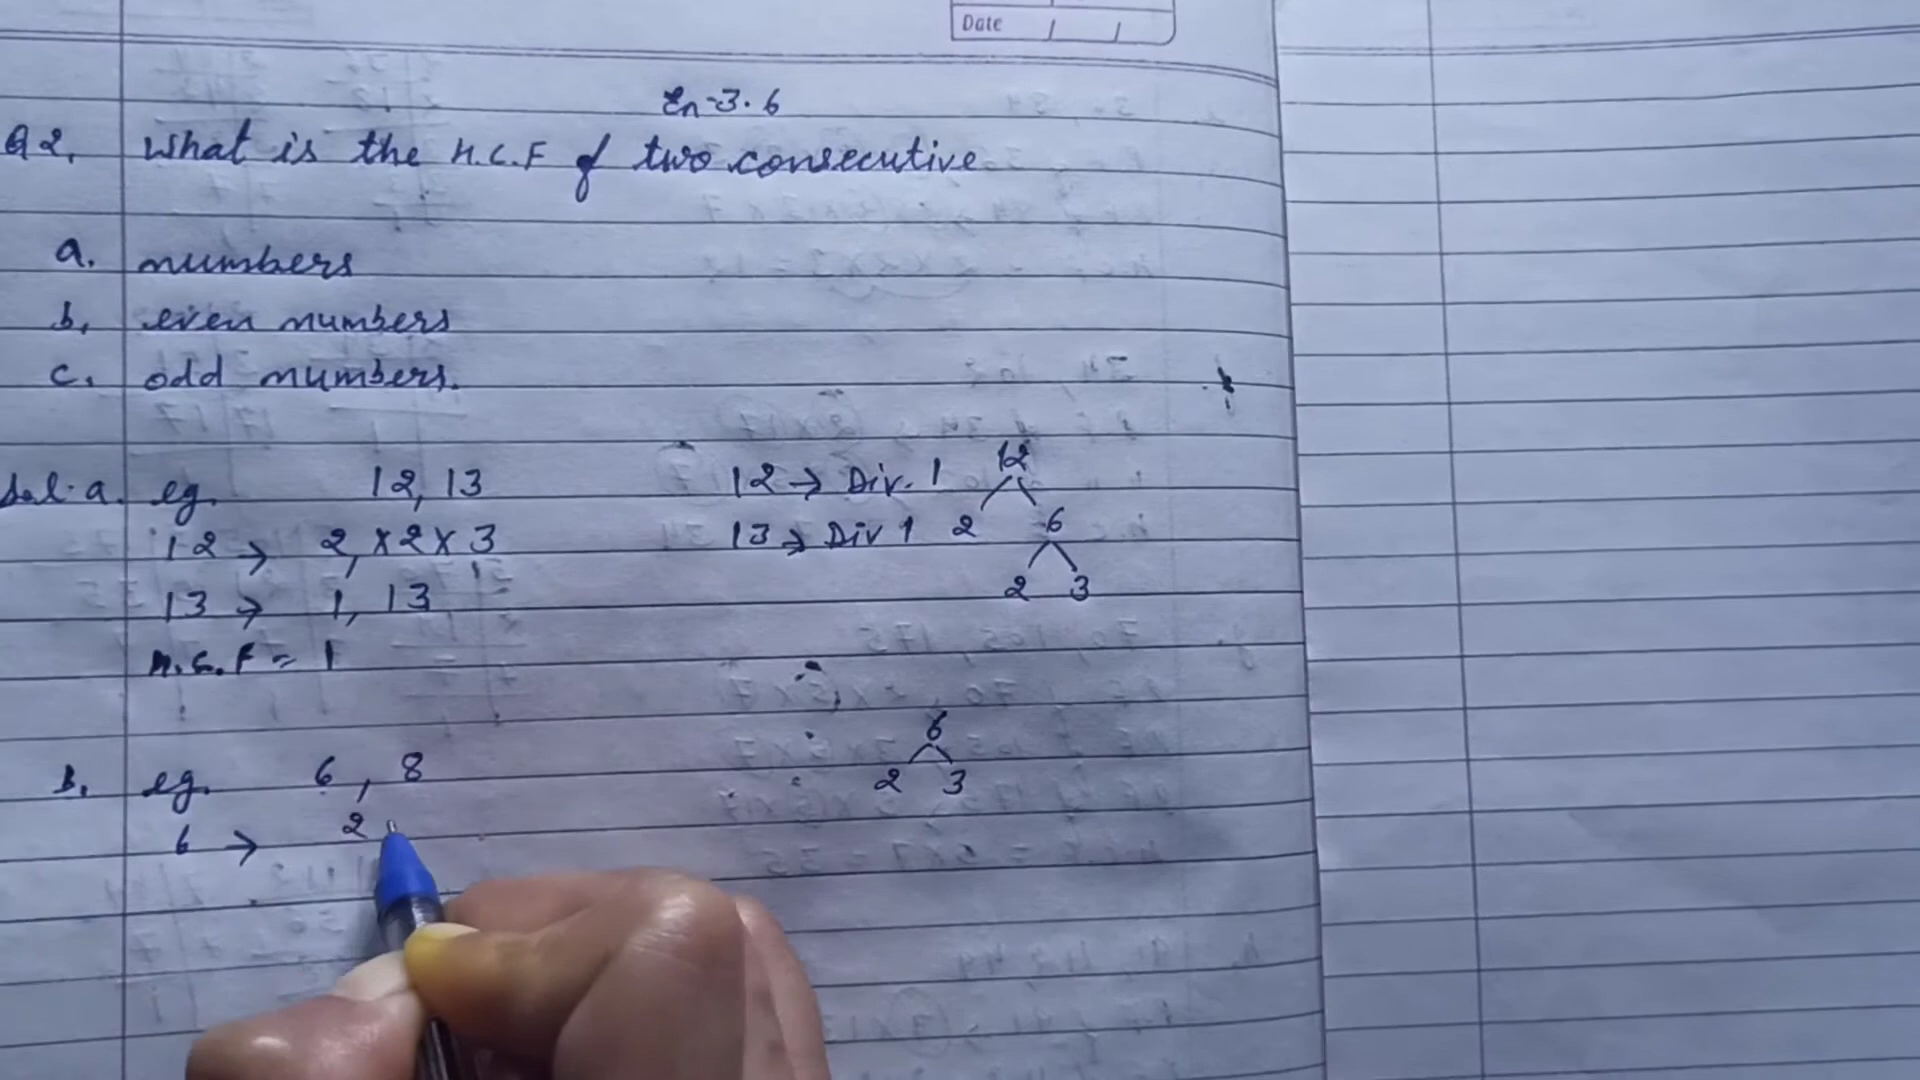 Date / /
Ex-3.6
Q2. What is the H.C.F of two consecutive
a. numbers
b. even numbers
c. odd numbers.
Sol. a. eg. 12, 13
12 → 2, x2x3
13 → 1, 13
H.C.F = 1
12 → Div. 1
13 → Div 1
12
2 6
2 3
b. eg. 6, 8
6 → 2
6
2 3